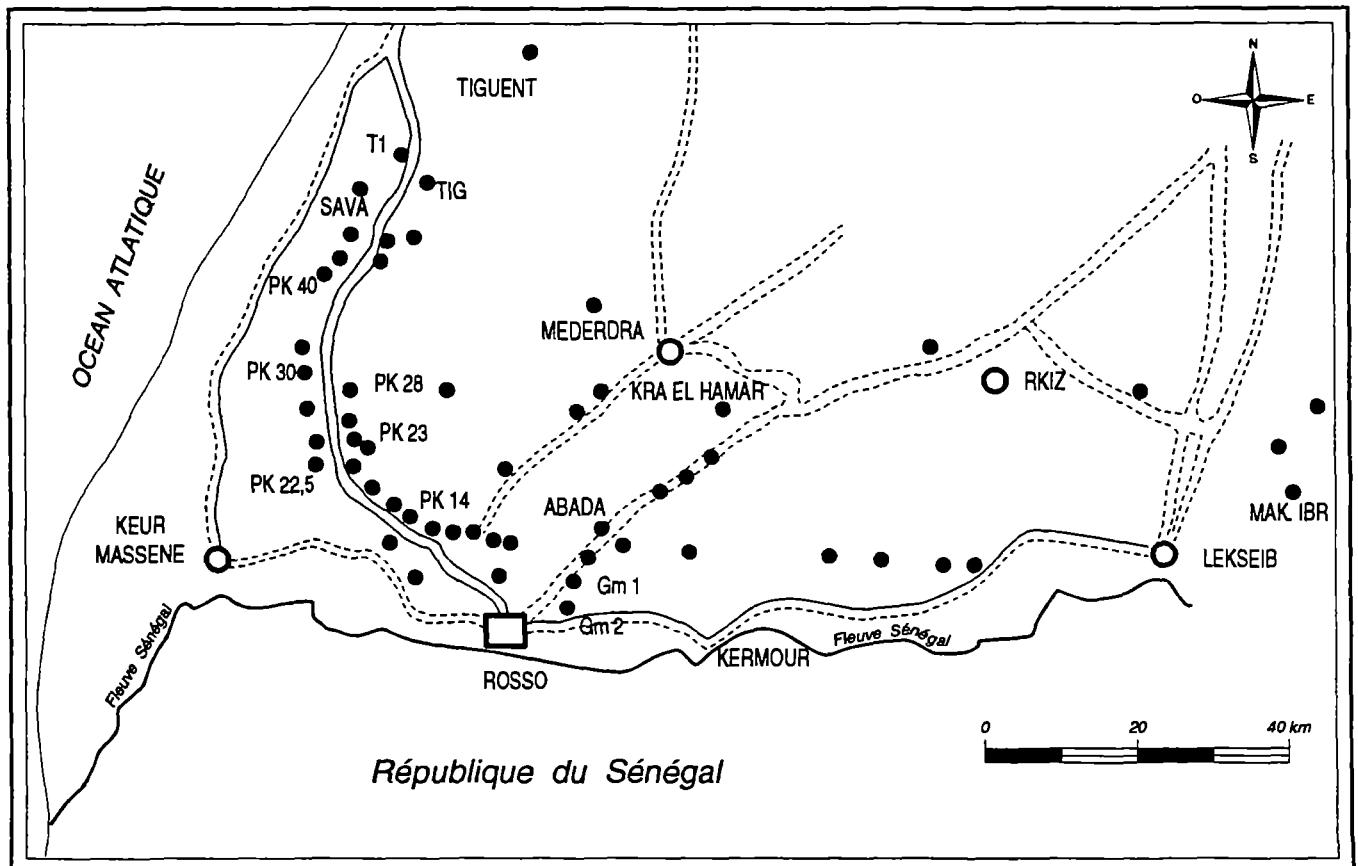 N
O
E
S
TIGUENT
T1
TIG
SAVA
OCEAN ATLATIQUE
PK 40
MEDERDRA
PK 30
PK 28
KRA EL HAMAR
RKIZ
PK 23
PK 22,5
PK 14
ABADA
MAK. IBR
KEUR
MASSENE
LEKSEIB
Gm 1
Gm 2
Fleuve Sénégal
Fleuve Sénégal
KERMOUR
ROSSO
0 20 40 km
République du Sénégal